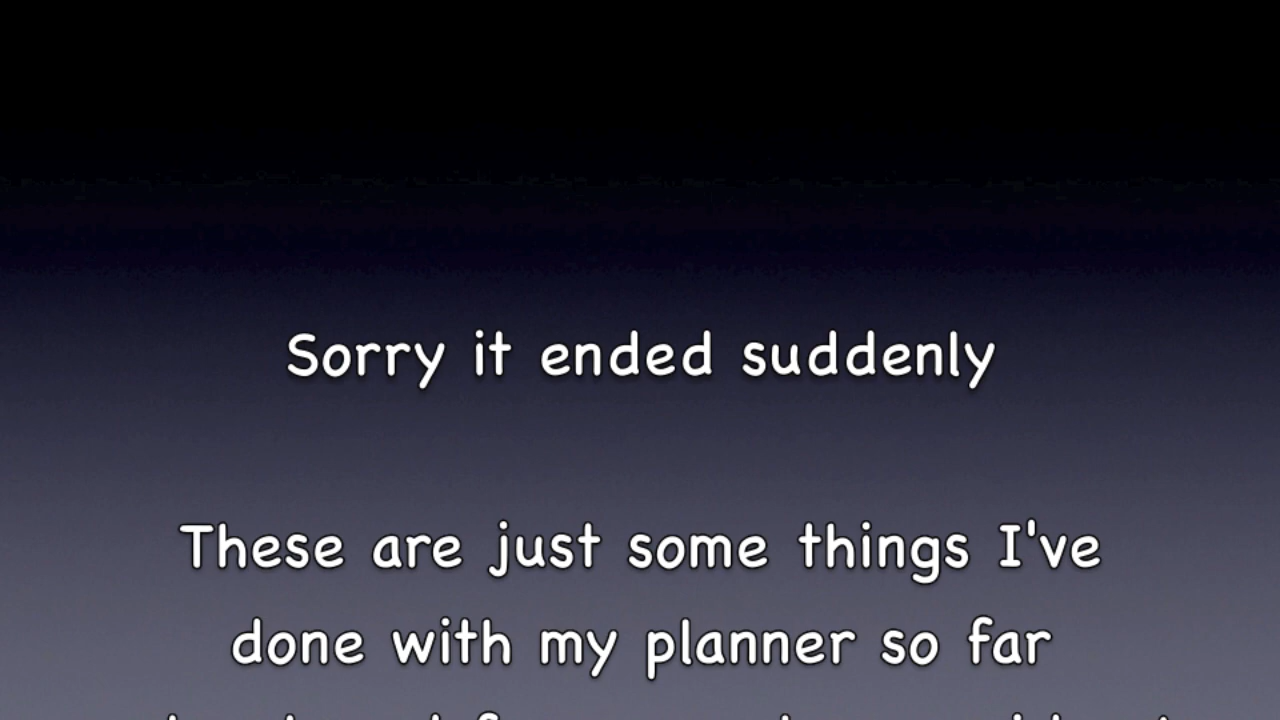 Sorry it ended suddenly
These are just some things I've
done with my planner so far